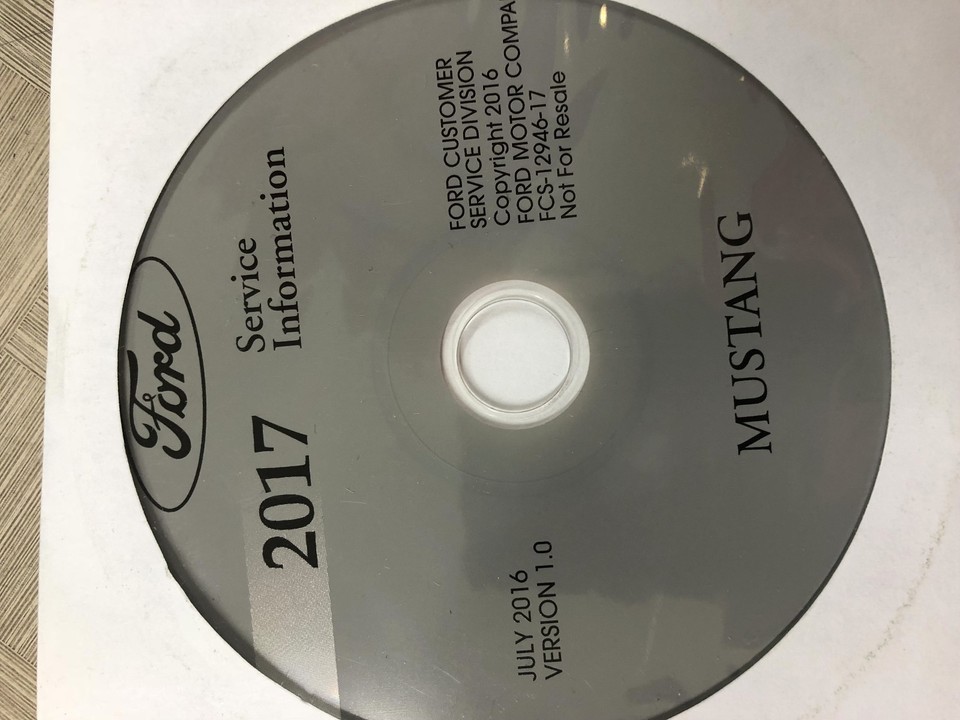 Ford
2017
Service
Information
JULY 2016
VERSION 1.0
FORD CUSTOMER
SERVICE DIVISION
Copyright 2016
FORD MOTOR COMPA
FCS-12946-17
Not For Resale
MUSTANG